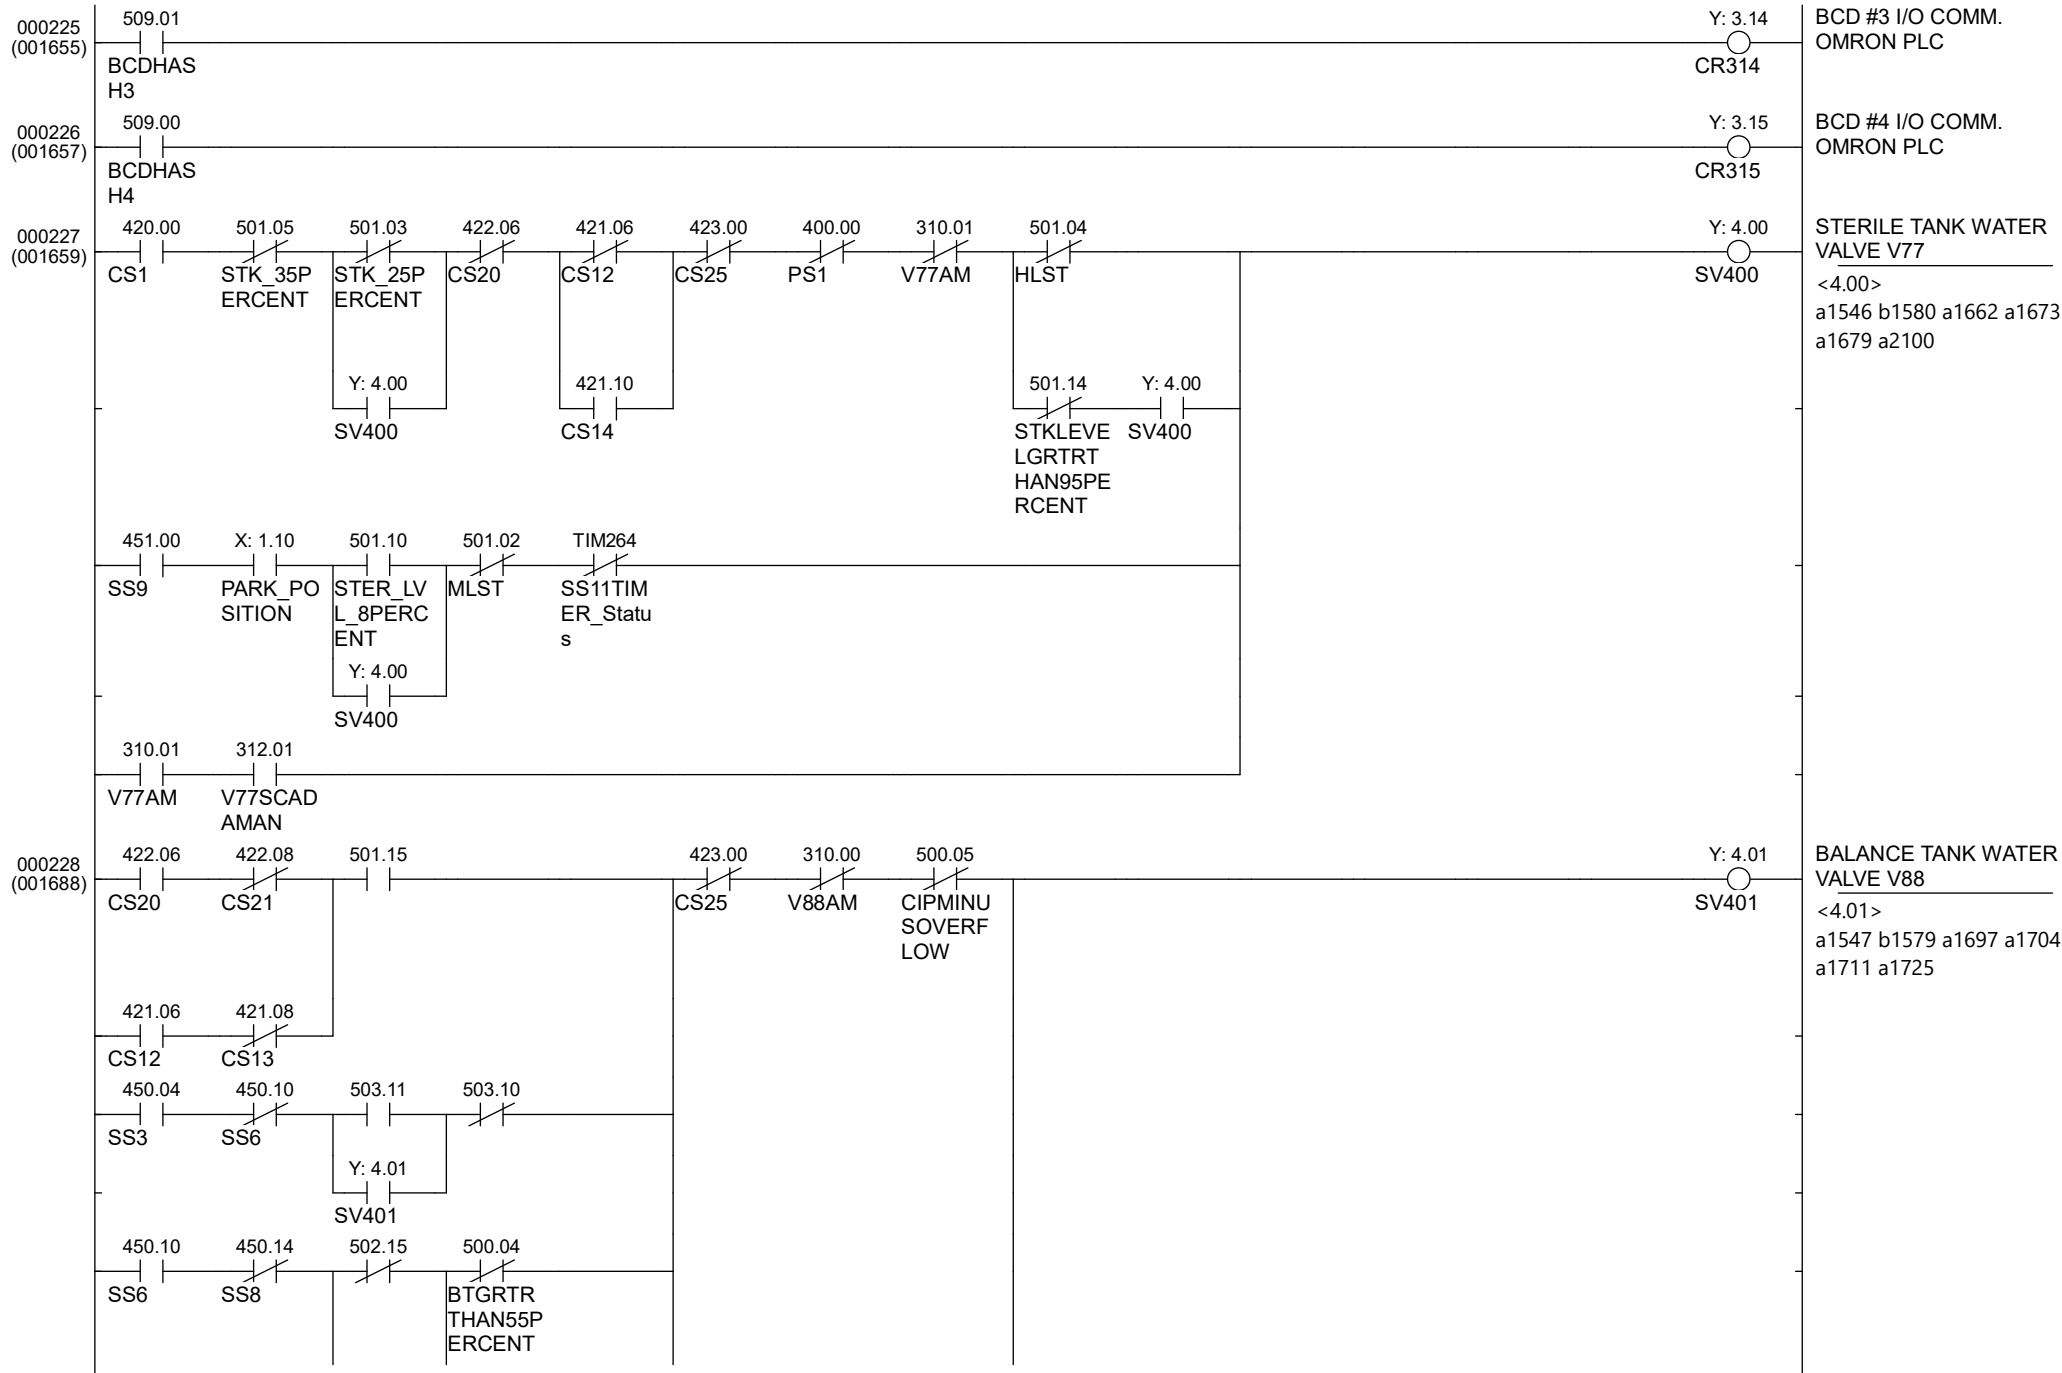 000225
(001655)
509.01
BCDHAS
H3
Y: 3.14
CR314
BCD #3 I/O COMM.
OMRON PLC
000226
(001657)
509.00
BCDHAS
H4
Y: 3.15
CR315
BCD #4 I/O COMM.
OMRON PLC
000227
(001659)
420.00 501.05 501.03 422.06 421.06 423.00 400.00 310.01 501.04 Y: 4.00
CS1 STK_35P STK_25P CS20 CS12 CS25 PS1 V77AM HLST SV400
ERCENT ERCENT
STERILE TANK WATER
VALVE V77
<4.00>
a1546 b1580 a1662 a1673
a1679 a2100
Y: 4.00 421.10 501.14 Y: 4.00
SV400 CS14 STKLEVE SV400
LGRTRT
HAN95PE
RCENT
451.00 X: 1.10 501.10 501.02 TIM264
SS9 PARK_PO STER_LV MLST SS11TIM
SITION L_8PERC ER_Statu
ENT s
Y: 4.00
SV400
310.01 312.01
V77AM V77SCAD
AMAN
000228
(001688)
422.06 422.08 501.15 423.00 310.00 500.05 Y: 4.01
CS20 CS21 CS25 V88AM CIPMINU SV401
SOVERF
LOW
BALANCE TANK WATER
VALVE V88
<4.01>
a1547 b1579 a1697 a1704
a1711 a1725
421.06 421.08
CS12 CS13
450.04 450.10 503.11 503.10
SS3 SS6
Y: 4.01
SV401
450.10 450.14 502.15 500.04
SS6 SS8 BTGRTR
THAN55P
ERCENT